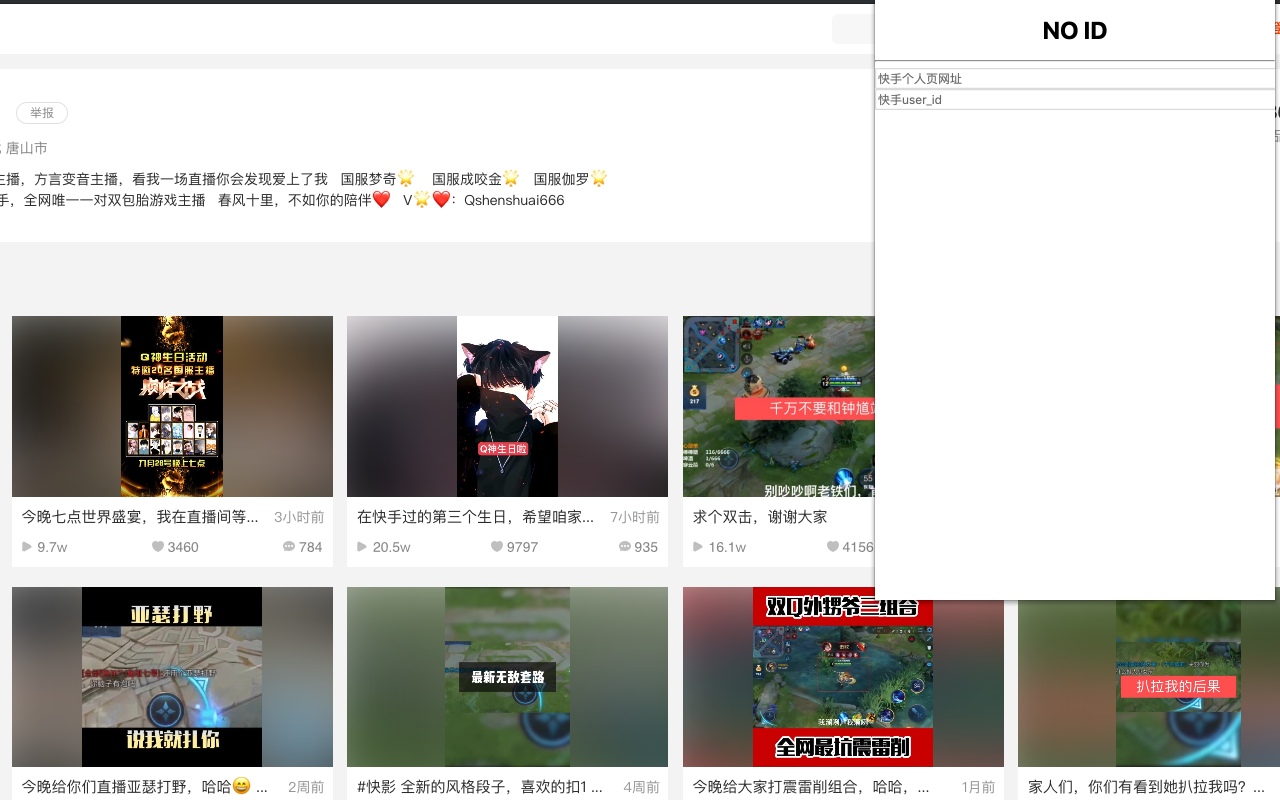 NO ID
快手个人页网址
快手user_id
举报
唐山市
主播，方言变音主播，看我一场直播你会发现爱上了我 国服梦奇🌟 国服成咬金🌟 国服伽罗🌟
手，全网唯一一对双包胎游戏主播 春风十里，不如你的陪伴❤️ V🌟❤️：Qshenshuai666
Q神生日活动
特邀20名国服主播
巅峰之战
九月28号晚上七点
今晚七点世界盛宴，我在直播间等... 3小时前
9.7w 3460 784
Q神生日啦
在快手过的第三个生日，希望咱家... 7小时前
20.5w 9797 935
217
千万不要和钟馗
别吵吵啊老铁们，
55
求个双击，谢谢大家
16.1w 4156
亚瑟打野
说我就扎你
今晚给你们直播亚瑟打野，哈哈😄 ... 2周前
最新无敌套路
#快影 全新的风格段子，喜欢的扣1 ... 4周前
双Q外甥爷三组合
全网最坑震雷削
今晚给大家打震雷削组合，哈哈，... 1月前
扒拉我的后果
家人们，你们有看到她扒拉我吗？...